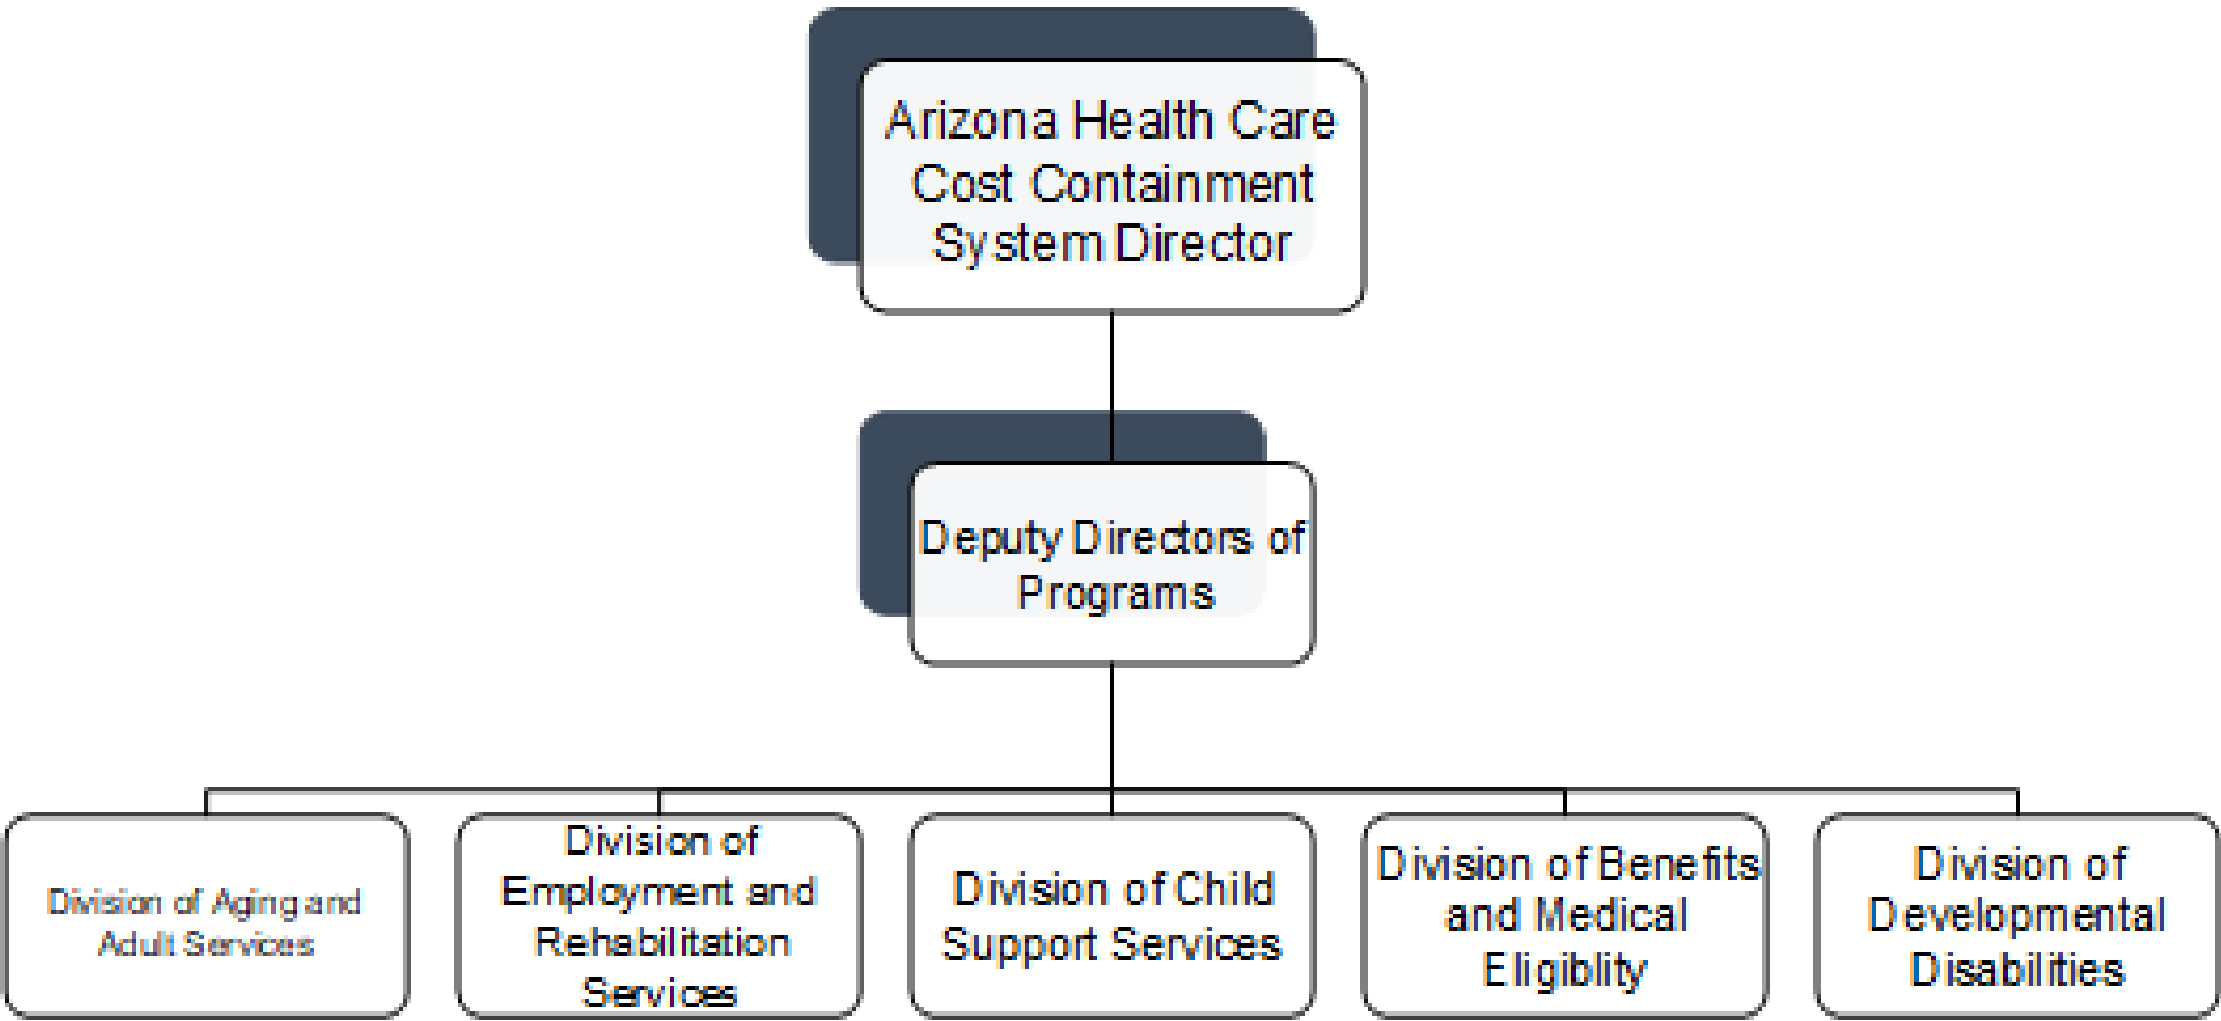 Arizona Health Care
Cost Containment
System Director
Deputy Directors of
Programs
Division of Aging and
Adult Services
Division of
Employment and
Rehabilitation
Services
Division of Child
Support Services
Division of Benefits
and Medical
Eligiblity
Division of
Developmental
Disabilities